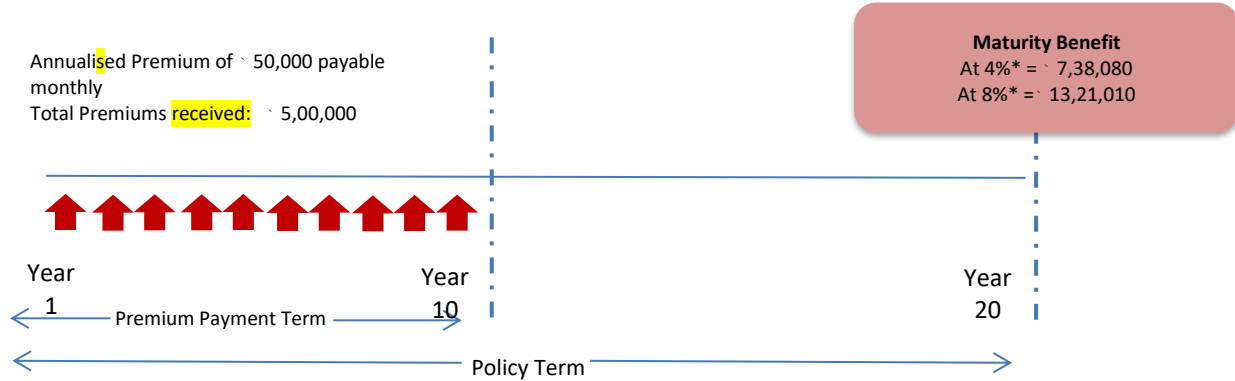 Annualised Premium of ` 50,000 payable
monthly
Total Premiums received: ` 5,00,000
Maturity Benefit
At 4%* = ` 7,38,080
At 8%* =` 13,21,010
Year
1
Year
10
Year
20
Premium Payment Term
Policy Term